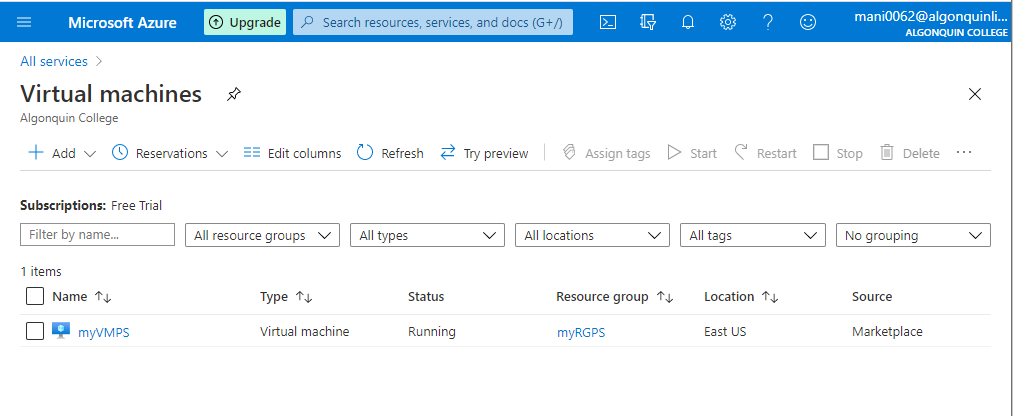 Microsoft Azure Upgrade Search resources, services, and docs (G+/) mani0062@algonquinli...
ALGONQUIN COLLEGE
All services
Virtual machines
Algonquin College
Add Reservations Edit columns Refresh Try preview Assign tags Start Restart Stop Delete ...
Subscriptions: Free Trial
Filter by name... All resource groups All types All locations All tags No grouping
1 items
Name Type Status Resource group Location Source
myVMPS Virtual machine Running myRGPS East US Marketplace